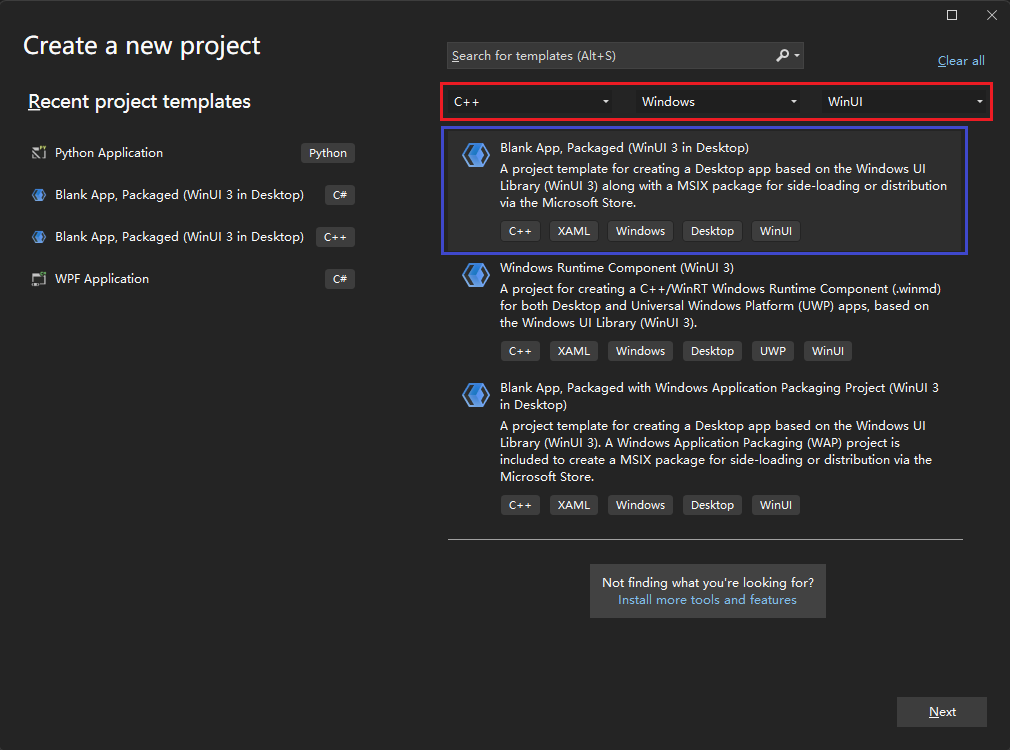 Create a new project
Recent project templates
Python Application Python
Blank App, Packaged (WinUI 3 in Desktop) C#
Blank App, Packaged (WinUI 3 in Desktop) C++
WPF Application C#
Search for templates (Alt+S)
Clear all
C++ Windows WinUI
Blank App, Packaged (WinUI 3 in Desktop)
A project template for creating a Desktop app based on the Windows UI
Library (WinUI 3) along with a MSIX package for side-loading or distribution
via the Microsoft Store.
C++ XAML Windows Desktop WinUI
Windows Runtime Component (WinUI 3)
A project for creating a C++/WinRT Windows Runtime Component (.winmd)
for both Desktop and Universal Windows Platform (UWP) apps, based on
the Windows UI Library (WinUI 3).
C++ XAML Windows Desktop UWP WinUI
Blank App, Packaged with Windows Application Packaging Project (WinUI 3
in Desktop)
A project template for creating a Desktop app based on the Windows UI
Library (WinUI 3). A Windows Application Packaging (WAP) project is
included to create a MSIX package for side-loading or distribution via the
Microsoft Store.
C++ XAML Windows Desktop WinUI
Not finding what you're looking for?
Install more tools and features
Next